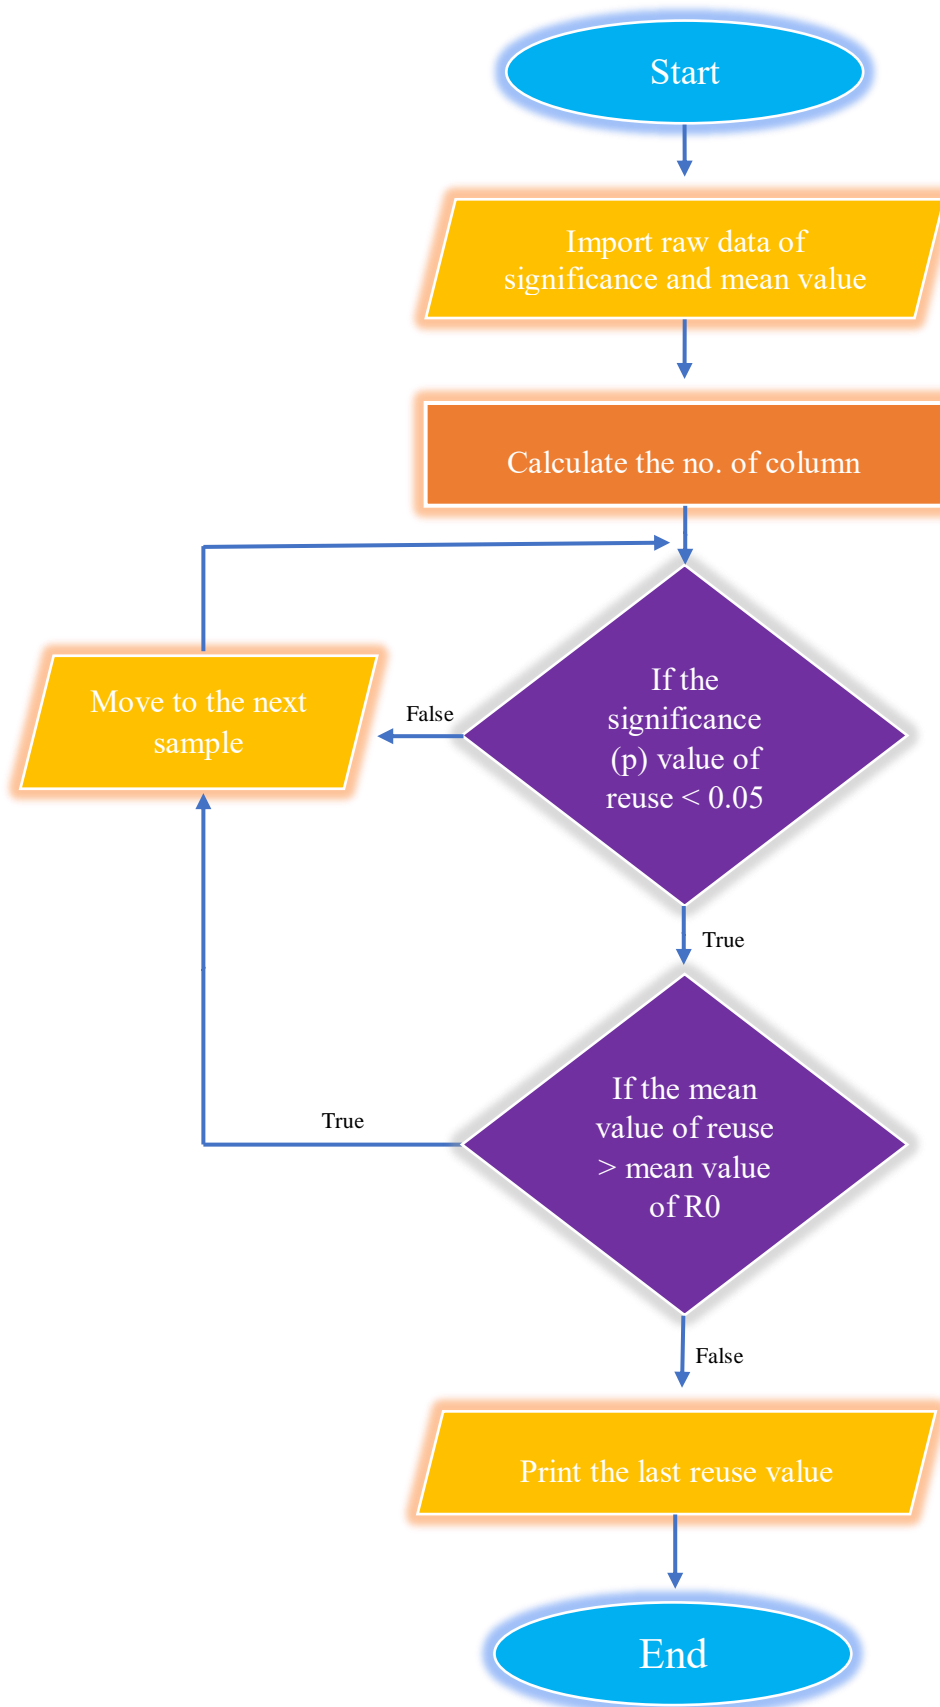 Start
Import raw data of
significance and mean value
Calculate the no. of column
If the
significance
(p) value of
reuse < 0.05
False
Move to the next
sample
True
If the mean
value of reuse
> mean value
of R0
True
False
Print the last reuse value
End